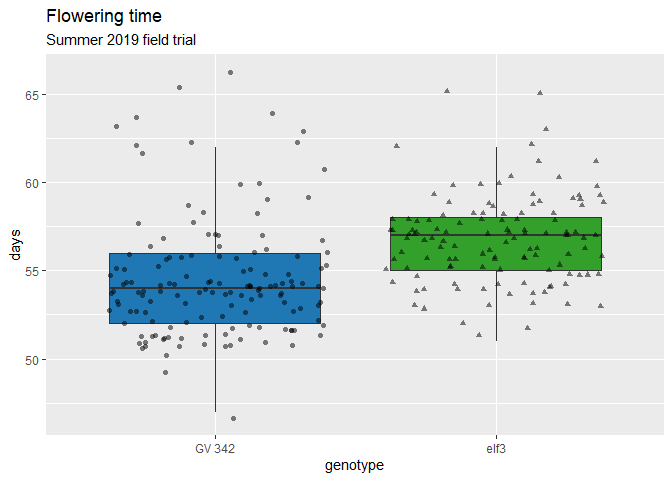 Flowering time
Summer 2019 field trial
65
60
55
50
days
GV 342
elf3
genotype